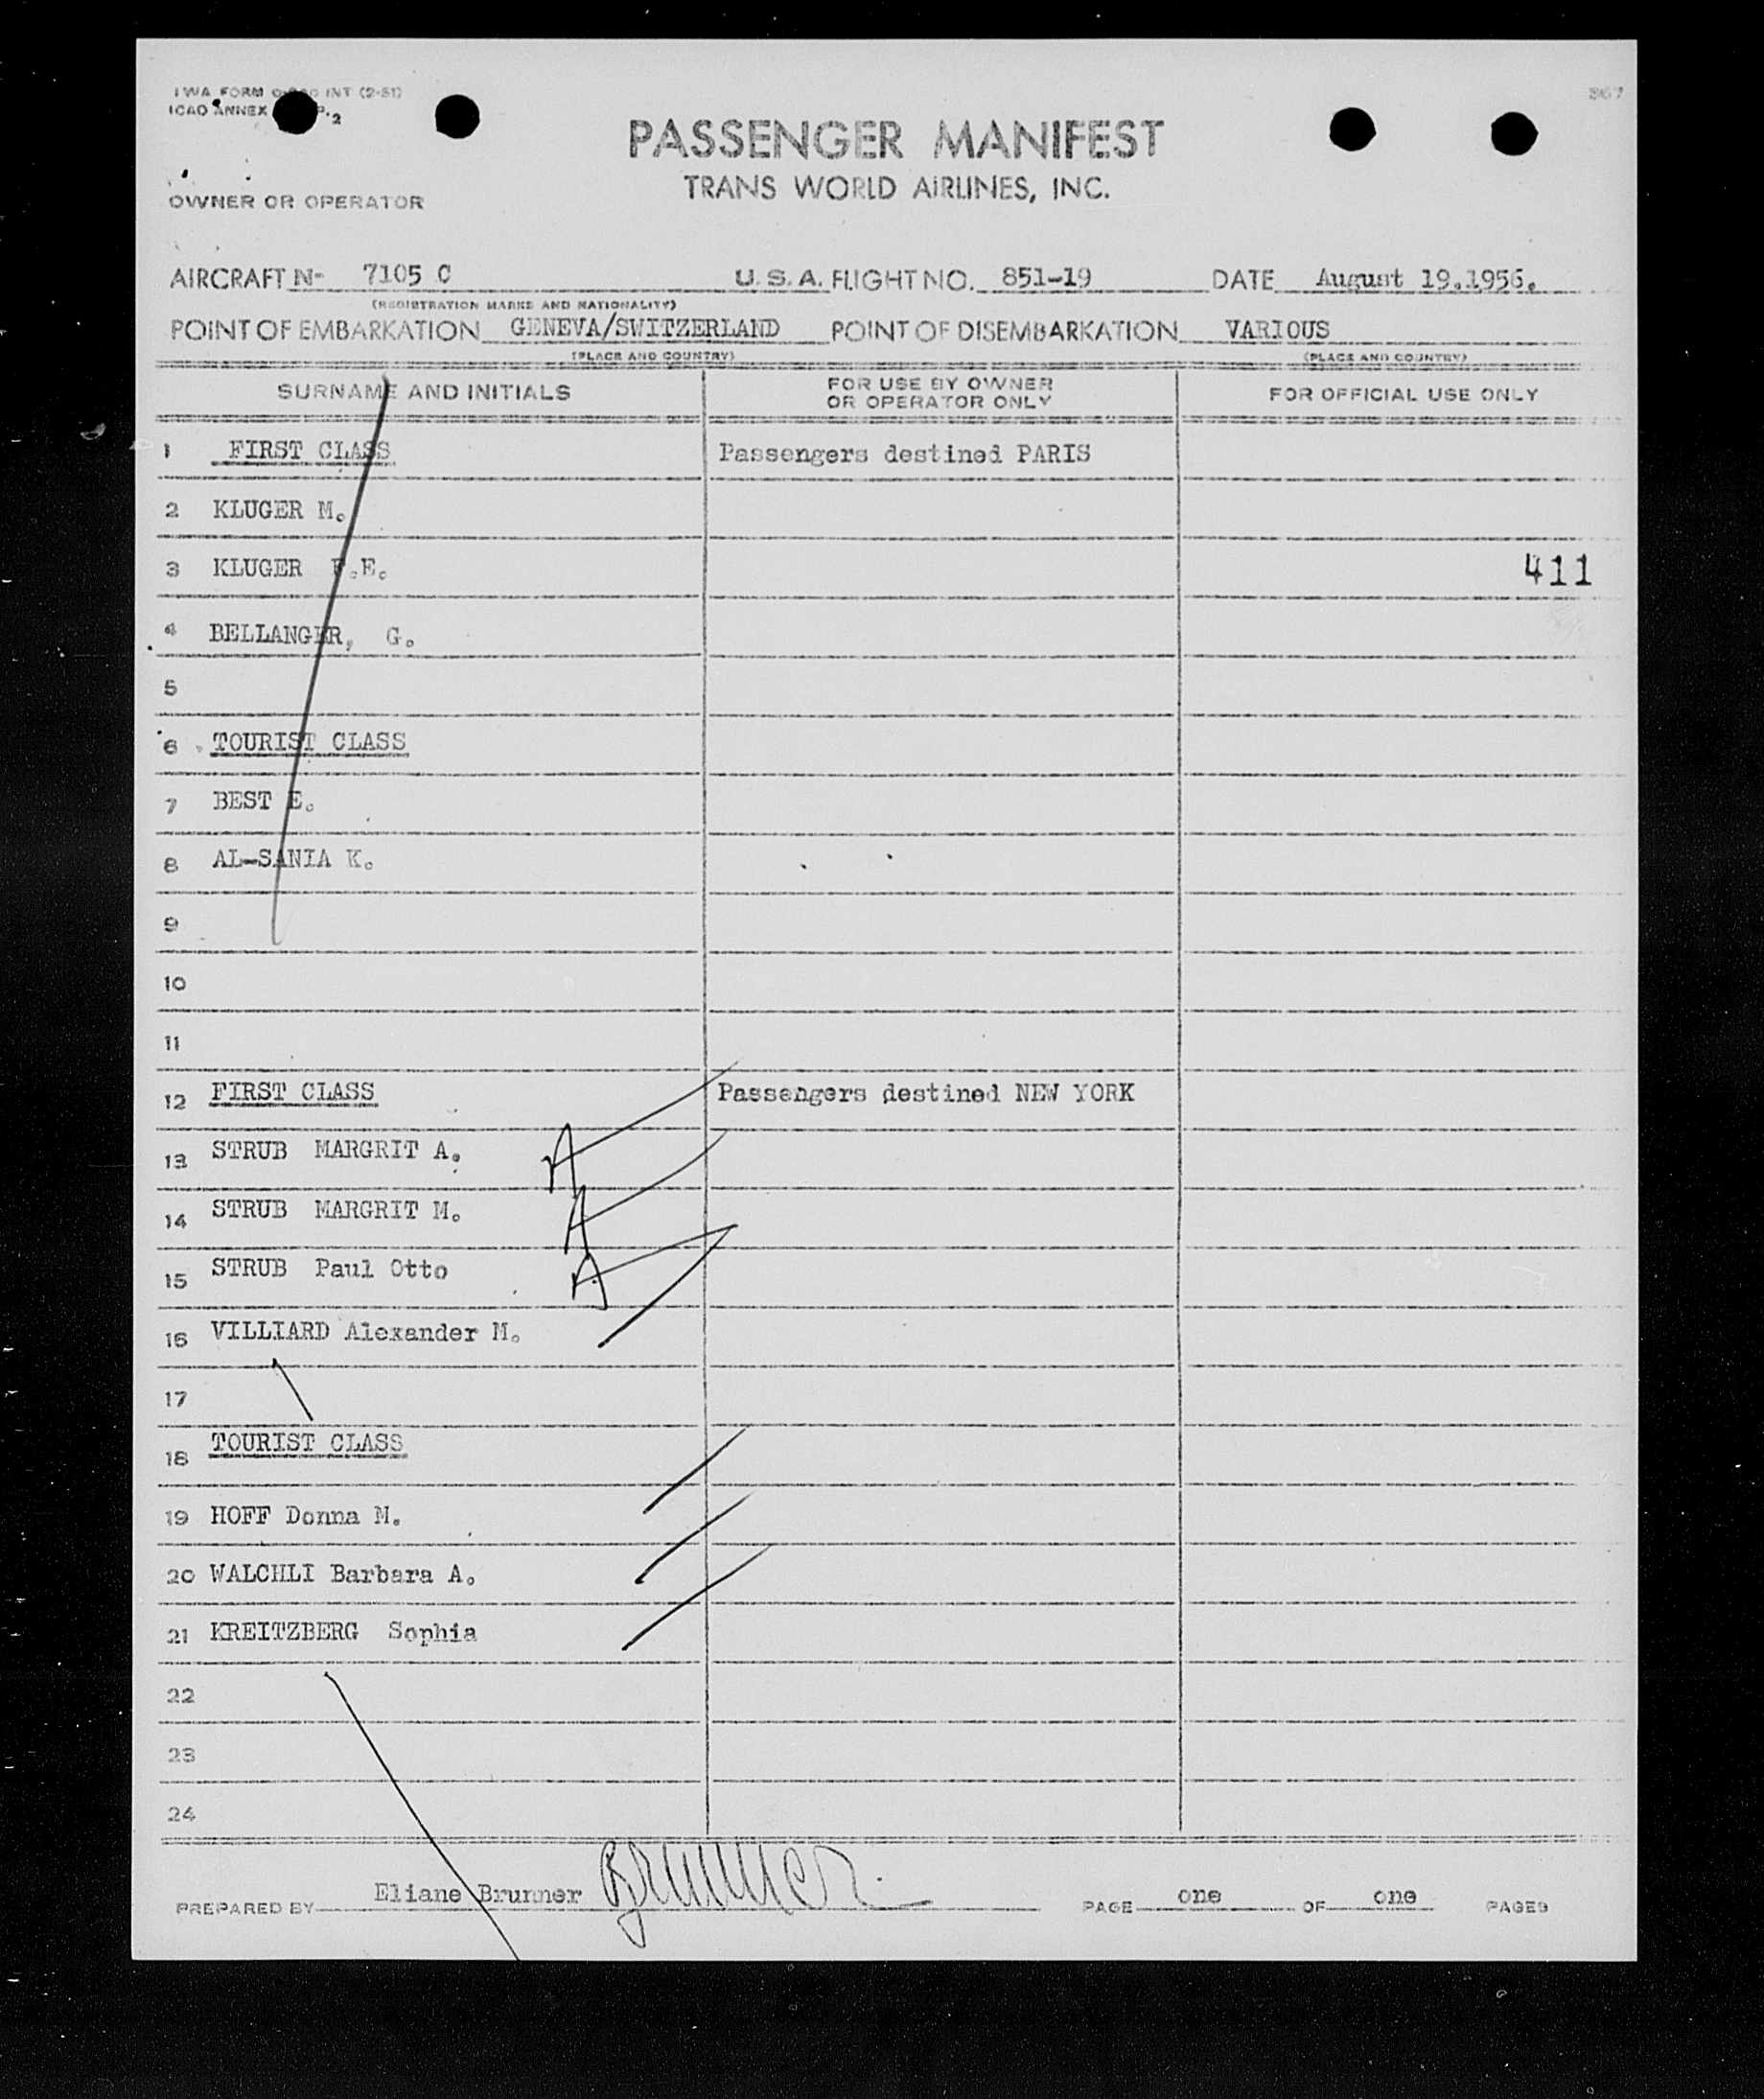 TWA FORM INT (2-51)
ICAO ANNEX P. 2
367
PASSENGER MANIFEST
TRANS WORLD AIRLINES, INC.
OWNER OR OPERATOR
AIRCRAFT No 7105 C U.S.A. FLIGHT NO. 851-19 DATE August 19.1956.
(REGISTRATION MARKS AND NATIONALITY)
POINT OF EMBARKATION GENEVA/SWITZERLAND POINT OF DISEMBARKATION VARIOUS
(PLACE AND COUNTRY) (PLACE AND COUNTRY)
SURNAME AND INITIALS FOR USE BY OWNER OR OPERATOR ONLY FOR OFFICIAL USE ONLY
1 FIRST CLASS Passengers destined PARIS
2 KLUGER M.
3 KLUGER F.E. 411
4 BELLANGER, G.
5
6 TOURIST CLASS
7 BEST E.
8 AL-SANIA K.
9
10
11
12 FIRST CLASS Passengers destined NEW YORK
13 STRUB MARGRIT A. A
14 STRUB MARGRIT M. A
15 STRUB Paul Otto A
16 VILLIARD Alexander M.
17
18 TOURIST CLASS
19 HOFF Donna M.
20 WALCHLI Barbara A.
21 KREITZBERG Sophia
22
23
24
PREPARED BY Eliane Brunner Brunner PAGE one OF one PAGES